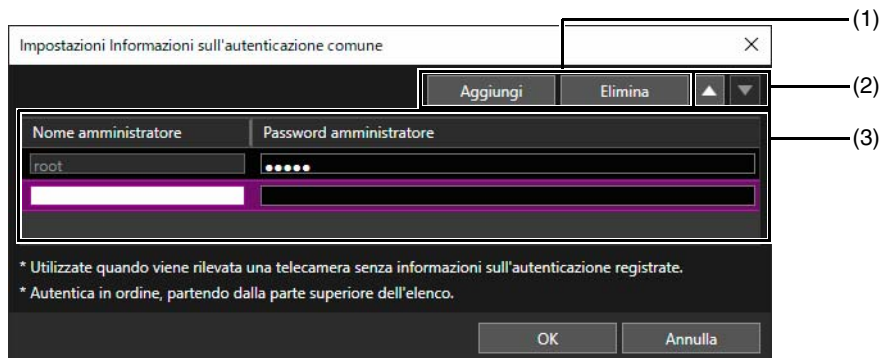 (1)
Impostazioni Informazioni sull'autenticazione comune
Aggiungi Elimina
(2)
Nome amministratore Password amministratore
(3)
root ●●●●●
* Utilizzate quando viene rilevata una telecamera senza informazioni sull'autenticazione registrate.
* Autentica in ordine, partendo dalla parte superiore dell'elenco.
OK Annulla